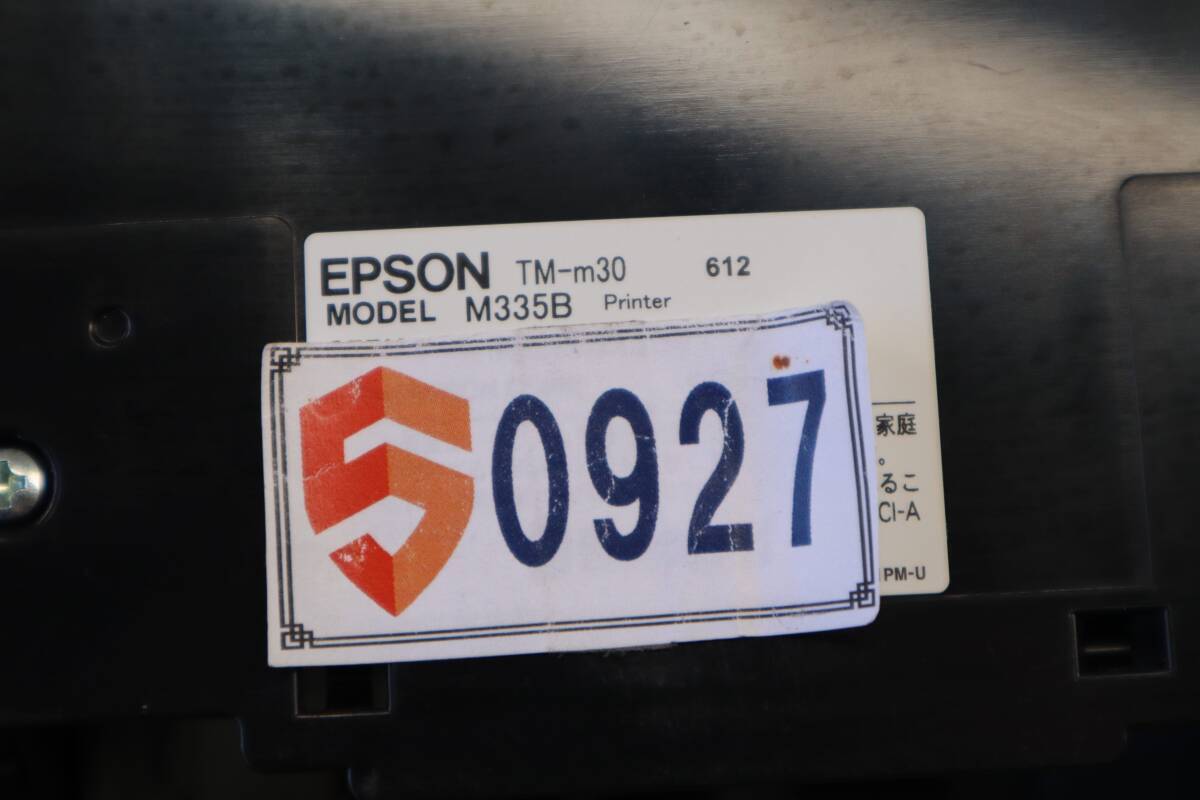 EPSON TM-m30 612
MODEL M335B Printer
0927
家庭
。
るこ
CI-A
PM-U